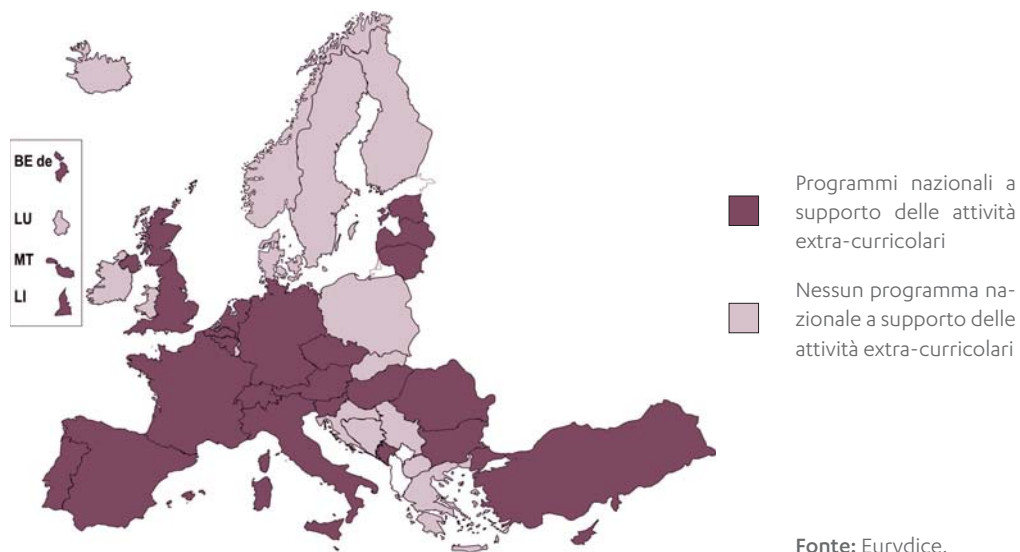 BE de
LU
MT
LI
Programmi nazionali a
supporto delle attività
extra-curricolari
Nessun programma na-
zionale a supporto delle
attività extra-curricolari
Fonte: Eurydice.